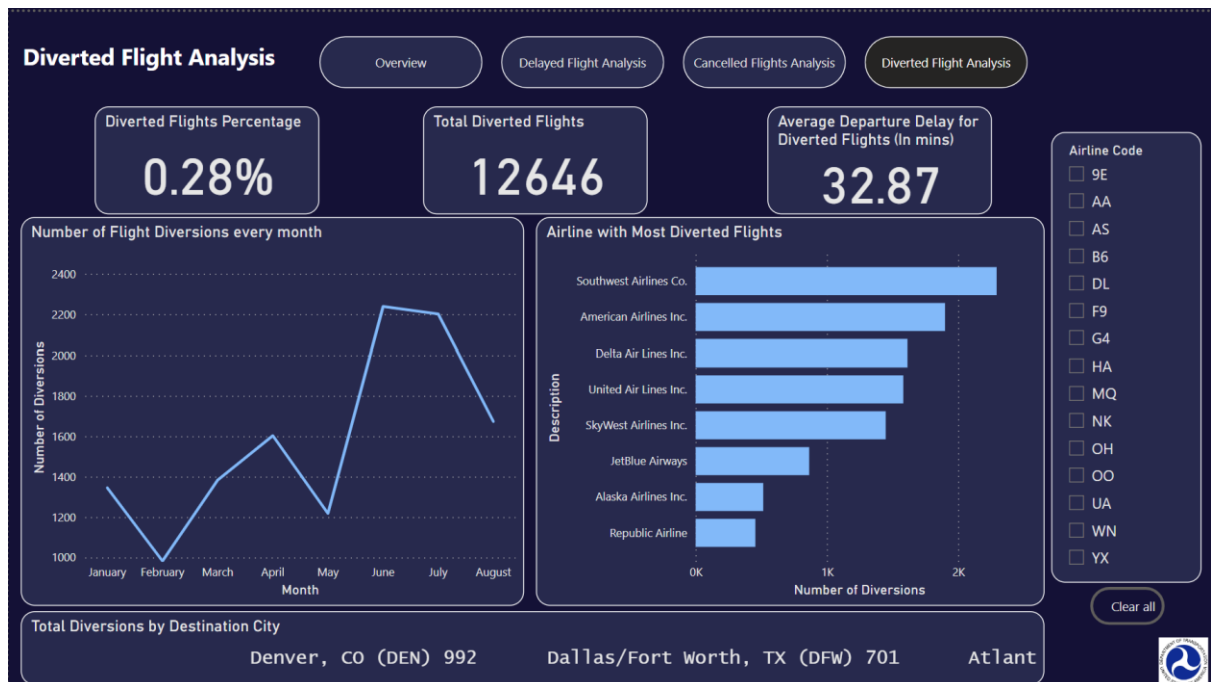 Diverted Flight Analysis
Overview
Delayed Flight Analysis
Cancelled Flights Analysis
Diverted Flight Analysis
Diverted Flights Percentage
0.28%
Total Diverted Flights
12646
Average Departure Delay for
Diverted Flights (In mins)
32.87
Airline Code
9E
AA
AS
B6
DL
F9
G4
HA
MQ
NK
OH
OO
UA
WN
YX
Clear all
Number of Flight Diversions every month
Number of Diversions
2400
2200
2000
1800
1600
1400
1200
1000
January February March April May June July August
Month
Airline with Most Diverted Flights
Description
Southwest Airlines Co.
American Airlines Inc.
Delta Air Lines Inc.
United Air Lines Inc.
SkyWest Airlines Inc.
JetBlue Airways
Alaska Airlines Inc.
Republic Airline
0K 1K 2K
Number of Diversions
Total Diversions by Destination City
Denver, CO (DEN) 992 Dallas/Fort Worth, TX (DFW) 701 Atlant